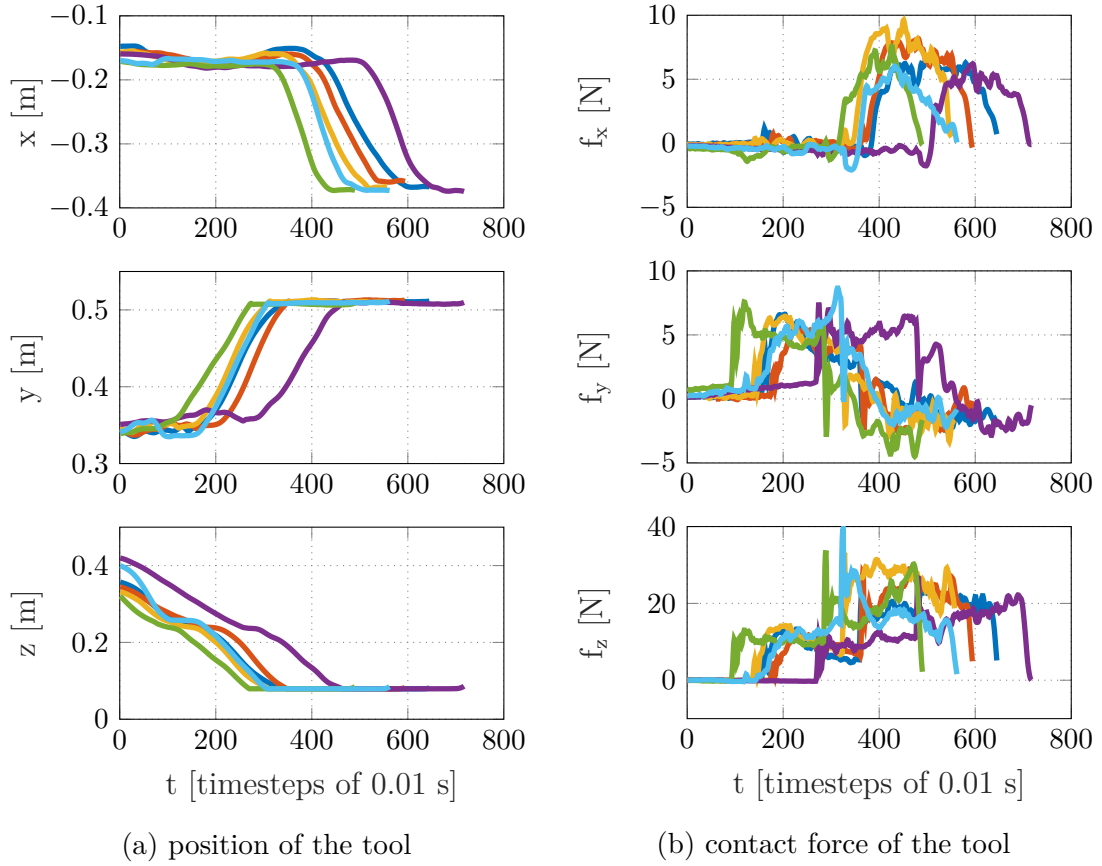 −0.1
−0.2
−0.3
−0.4
x [m]
0 200 400 600 800
0.5
0.4
0.3
y [m]
0 200 400 600 800
0.4
0.2
0
z [m]
0 200 400 600 800
t [timesteps of 0.01 s]
(a) position of the tool
10
5
0
−5
f_x [N]
0 200 400 600 800
10
5
0
−5
f_y [N]
0 200 400 600 800
40
20
0
f_z [N]
0 200 400 600 800
t [timesteps of 0.01 s]
(b) contact force of the tool